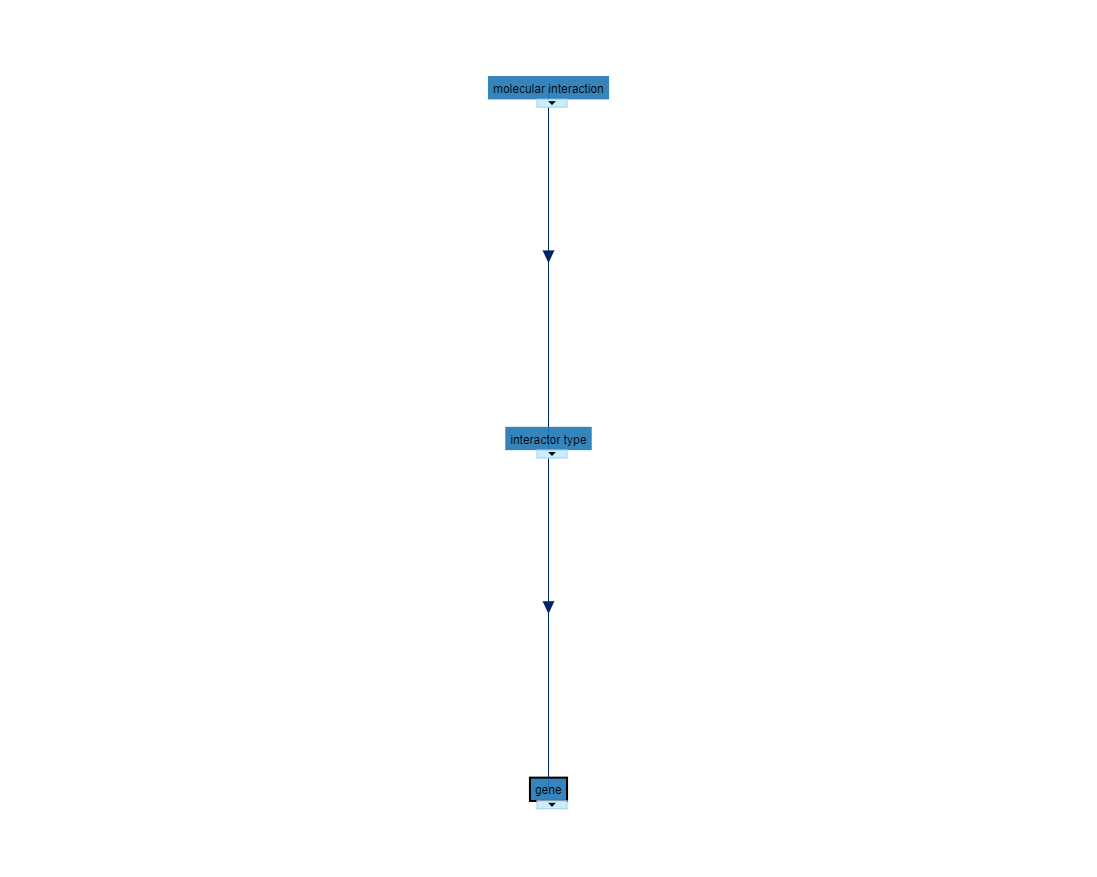 molecular interaction
interactor type
gene